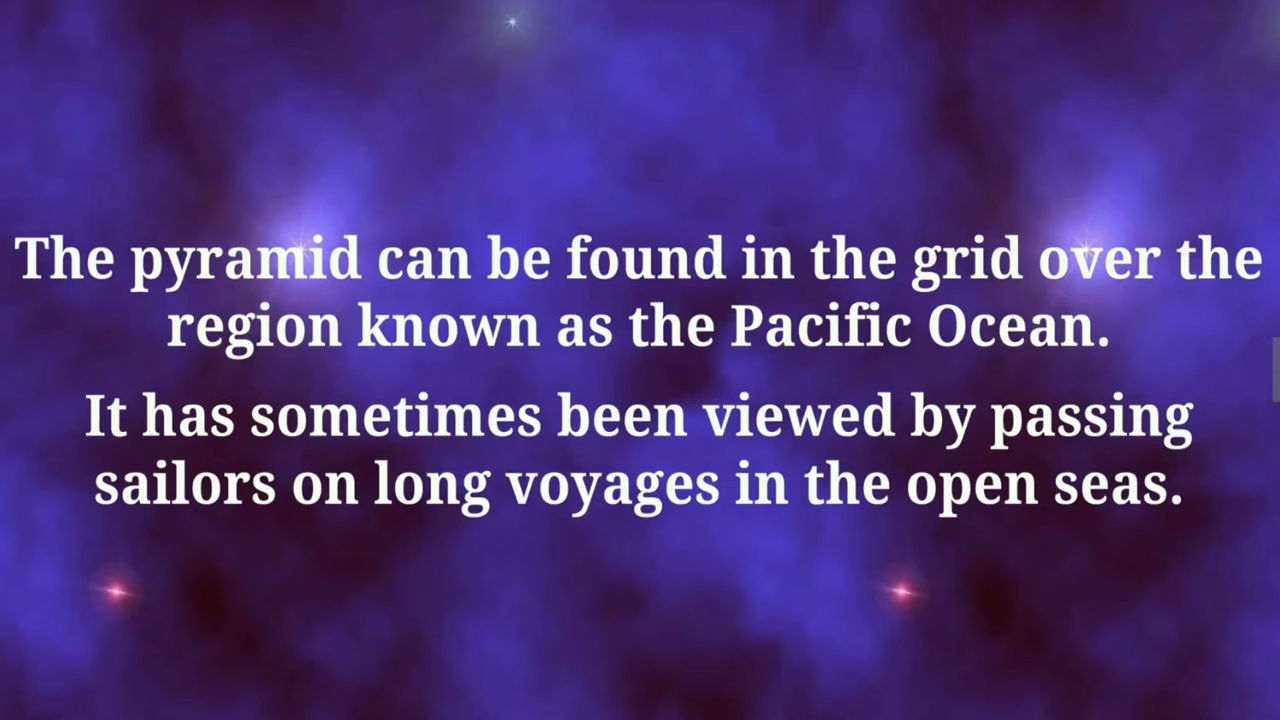 The pyramid can be found in the grid over the
region known as the Pacific Ocean.
It has sometimes been viewed by passing
sailors on long voyages in the open seas.